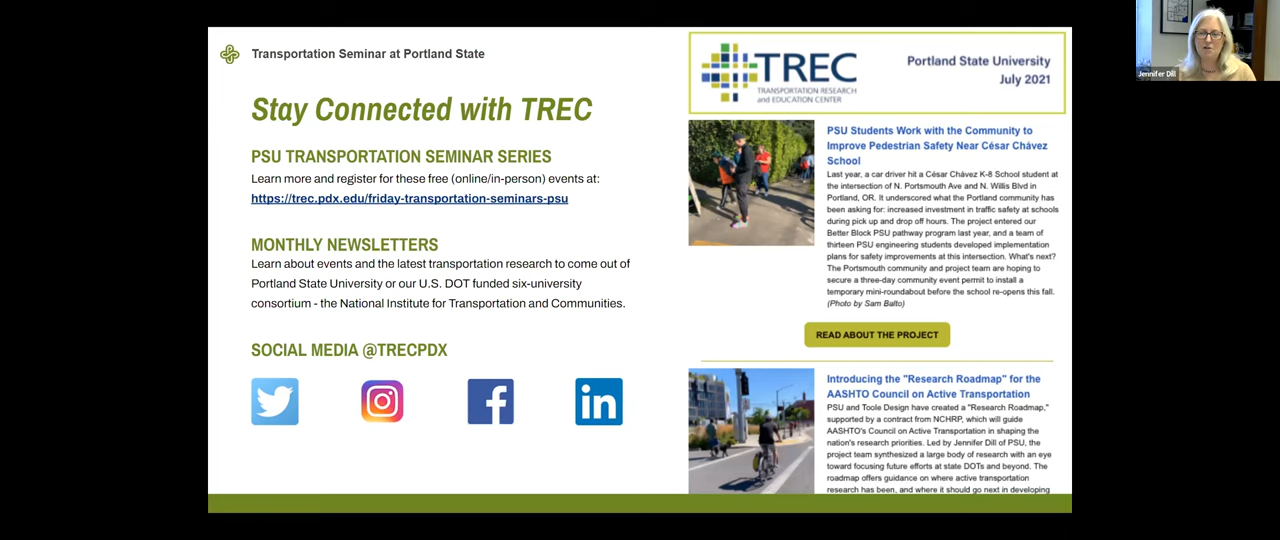 Transportation Seminar at Portland State
Stay Connected with TREC
PSU TRANSPORTATION SEMINAR SERIES
Learn more and register for these free (online/in-person) events at:
https://trec.pdx.edu/friday-transportation-seminars-psu
MONTHLY NEWSLETTERS
Learn about events and the latest transportation research to come out of
Portland State University or our U.S. DOT funded six-university
consortium - the National Institute for Transportation and Communities.
SOCIAL MEDIA @TRECPDX
in
TREC
TRANSPORTATION RESEARCH
and EDUCATION CENTER
Portland State University
July 2021
PSU Students Work with the Community to
Improve Pedestrian Safety Near César Chávez
School
Last year, a car driver hit a César Chávez K-8 School student at
the intersection of N. Portsmouth Ave and N. Willis Blvd in
Portland, OR. It underscored what the Portland community has
been asking for: increased investment in traffic safety at schools
during pick up and drop off hours. The project entered our
Better Block PSU pathway program last year, and a team of
thirteen PSU engineering students developed implementation
plans for safety improvements at this intersection. What's next?
The Portsmouth community and project team are hoping to
secure a three-day community event permit to install a
temporary mini-roundabout before the school re-opens this fall.
(Photo by Sam Balto)
READ ABOUT THE PROJECT
Introducing the "Research Roadmap" for the
AASHTO Council on Active Transportation
PSU and Toole Design have created a "Research Roadmap,"
supported by a contract from NCHRP, which will guide
AASHTO's Council on Active Transportation in shaping the
nation's research priorities. Led by Jennifer Dill of PSU, the
project team synthesized a large body of research with an eye
toward focusing future efforts at state DOTs and beyond. The
roadmap offers guidance on where active transportation
research has been, and where it should go next in developing
Jennifer Dill